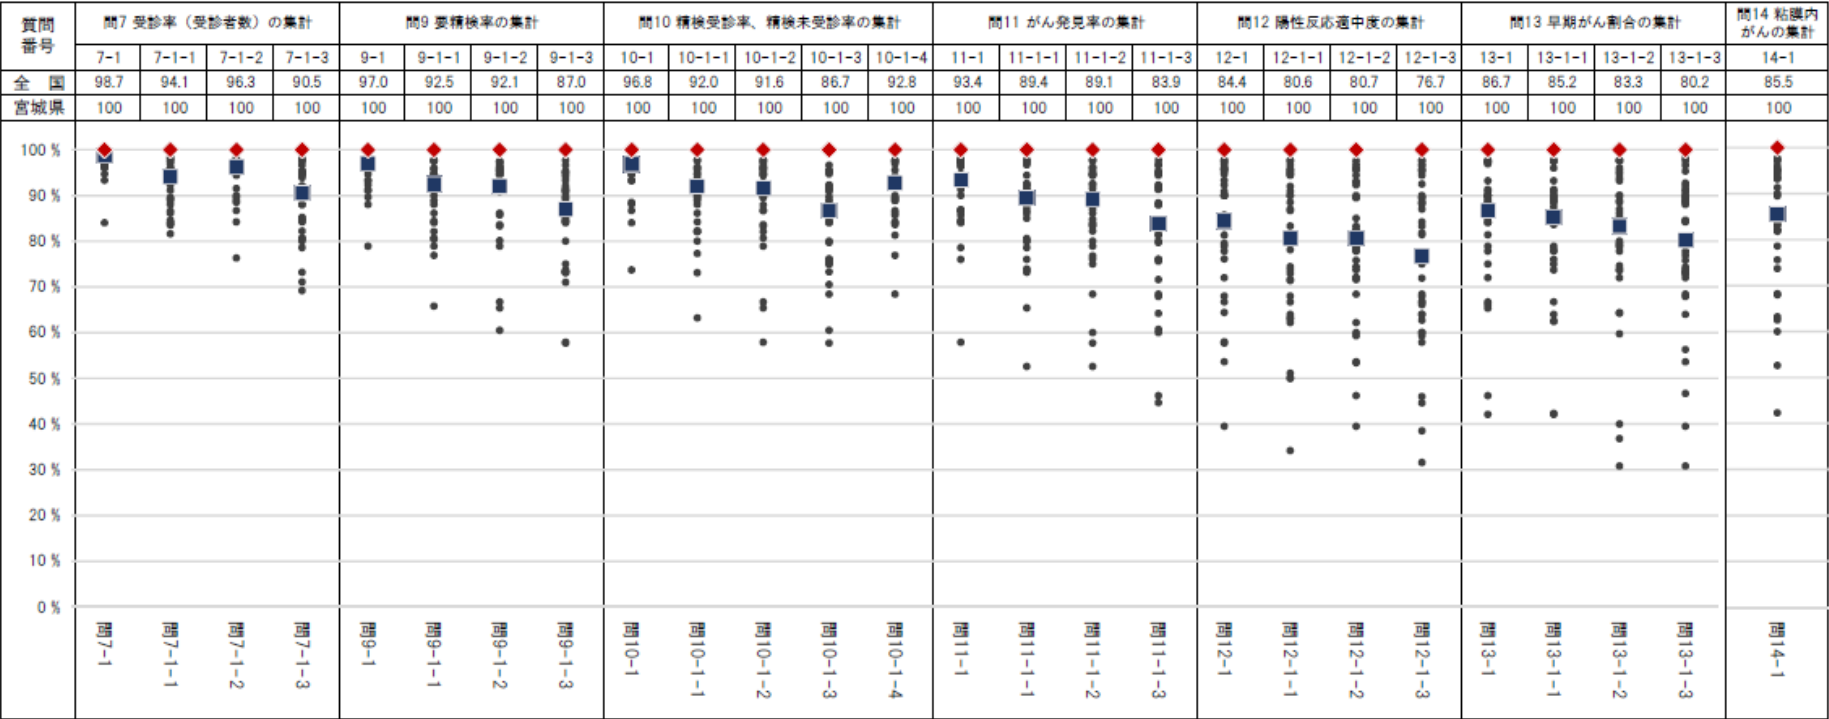 質問
番号
問7 受診率（受診者数）の集計 問9 要精検率の集計 問10 精検受診率、精検未受診率の集計 問11 がん発見率の集計 問12 陽性反応適中度の集計 問13 早期がん割合の集計 問14 粘膜内
がんの集計
7-1 7-1-1 7-1-2 7-1-3 9-1 9-1-1 9-1-2 9-1-3 10-1 10-1-1 10-1-2 10-1-3 10-1-4 11-1 11-1-1 11-1-2 11-1-3 12-1 12-1-1 12-1-2 12-1-3 13-1 13-1-1 13-1-2 13-1-3 14-1
全 国 98.7 94.1 96.3 90.5 97.0 92.5 92.1 87.0 96.8 92.0 91.6 86.7 92.8 93.4 89.4 89.1 83.9 84.4 80.6 80.7 76.7 86.7 85.2 83.3 80.2 85.5
宮城県 100 100 100 100 100 100 100 100 100 100 100 100 100 100 100 100 100 100 100 100 100 100 100 100 100 100
100 %
90 %
80 %
70 %
60 %
50 %
40 %
30 %
20 %
10 %
0 %
問7-1 問7-1-1 問7-1-2 問7-1-3 問9-1 問9-1-1 問9-1-2 問9-1-3 問10-1 問10-1-1 問10-1-2 問10-1-3 問10-1-4 問11-1 問11-1-1 問11-1-2 問11-1-3 問12-1 問12-1-1 問12-1-2 問12-1-3 問13-1 問13-1-1 問13-1-2 問13-1-3 問14-1